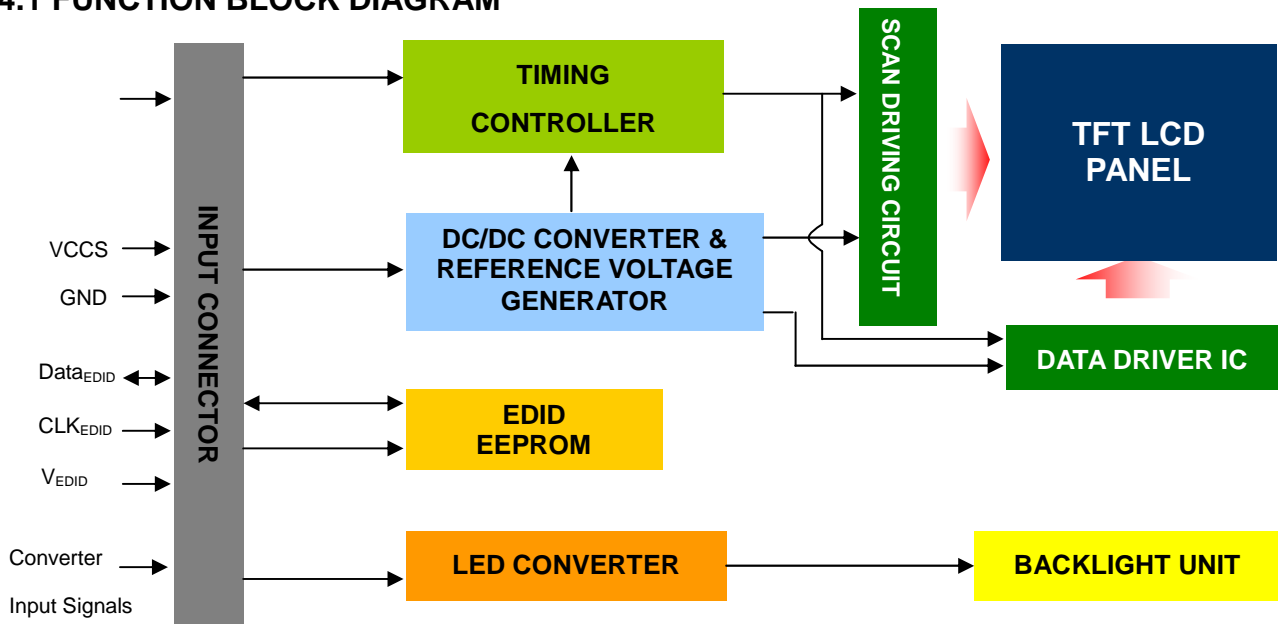 4.1 FUNCTION BLOCK DIAGRAM
TIMING
CONTROLLER
SCAN DRIVING CIRCUIT
TFT LCD
PANEL
INPUT CONNECTOR
VCCS
GND
DC/DC CONVERTER &
REFERENCE VOLTAGE
GENERATOR
DATA DRIVER IC
DataEDID
CLKEDID
VEDID
EDID
EEPROM
Converter
Input Signals
LED CONVERTER
BACKLIGHT UNIT